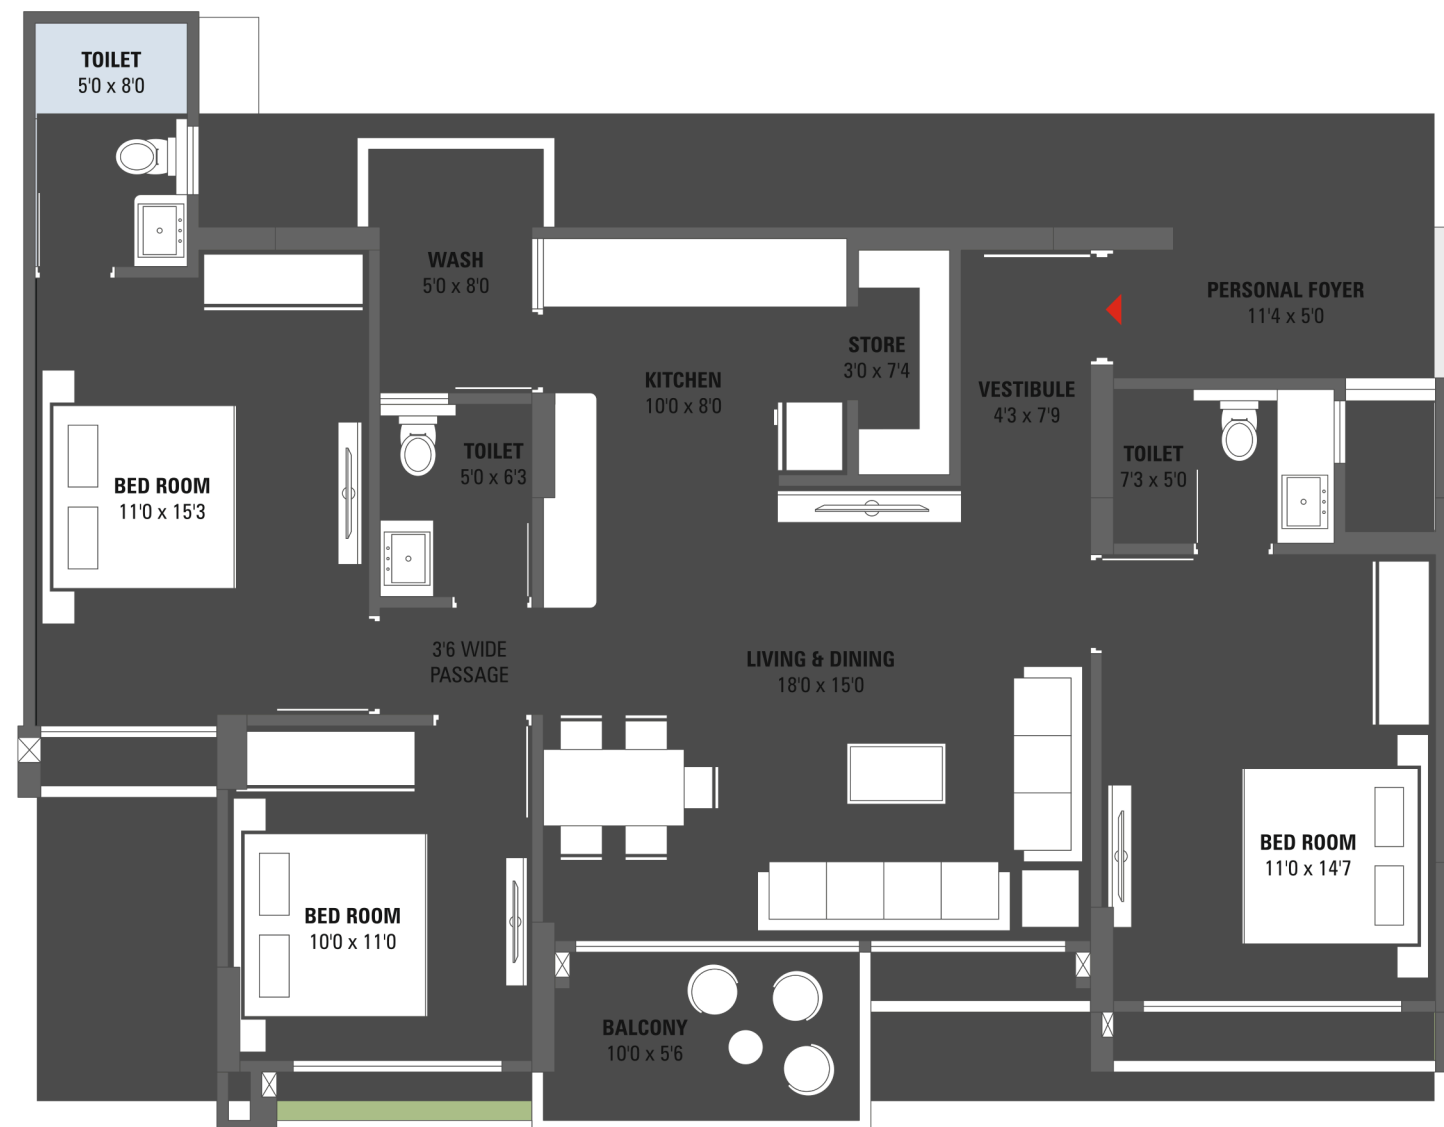 TOILET
5'0 x 8'0
WASH
5'0 x 8'0
PERSONAL FOYER
11'4 x 5'0
STORE
3'0 x 7'4
KITCHEN
10'0 x 8'0
VESTIBULE
4'3 x 7'9
TOILET
5'0 x 6'3
TOILET
7'3 x 5'0
BED ROOM
11'0 x 15'3
3'6 WIDE
PASSAGE
LIVING & DINING
18'0 x 15'0
BED ROOM
11'0 x 14'7
BED ROOM
10'0 x 11'0
BALCONY
10'0 x 5'6